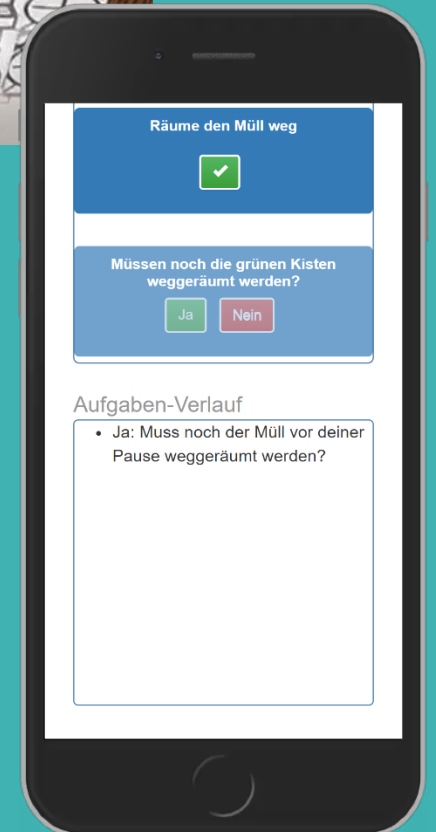 Räume den Müll weg
Müssen noch die grünen Kisten
weggeräumt werden?
Ja Nein
Aufgaben-Verlauf
Ja: Muss noch der Müll vor deiner
Pause weggeräumt werden?